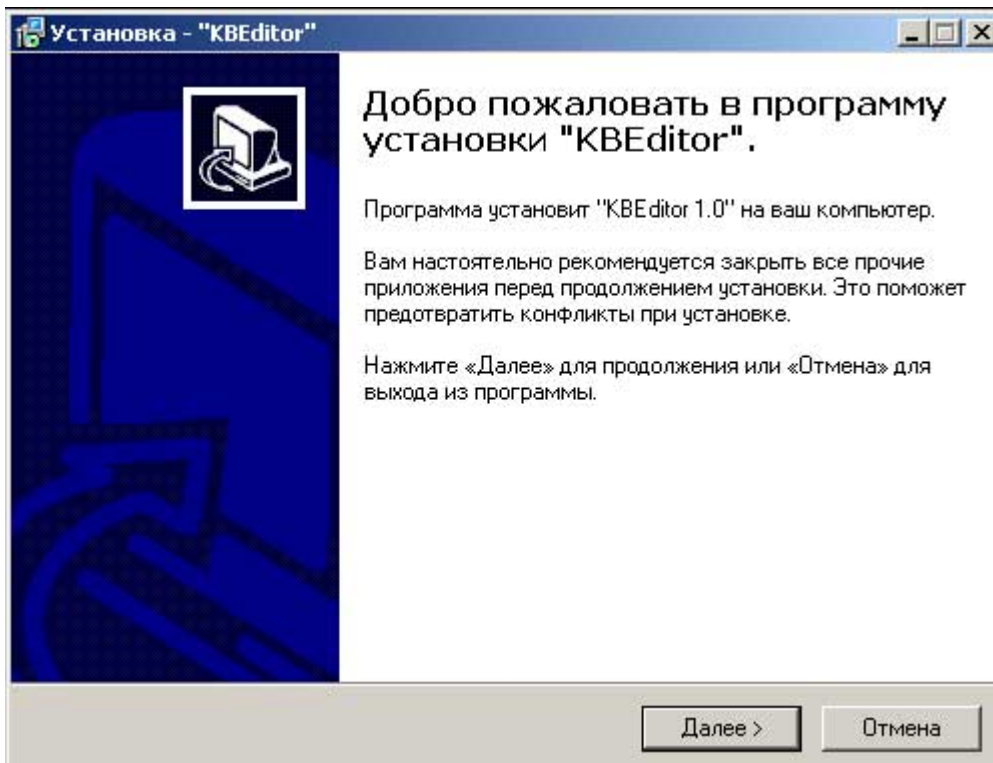 Установка - "KBEditor"
Добро пожаловать в программу
установки "KBEditor".
Программа установит "KBEditor 1.0" на ваш компьютер.
Вам настоятельно рекомендуется закрыть все прочие
приложения перед продолжением установки. Это поможет
предотвратить конфликты при установке.
Нажмите «Далее» для продолжения или «Отмена» для
выхода из программы.
Далее >
Отмена